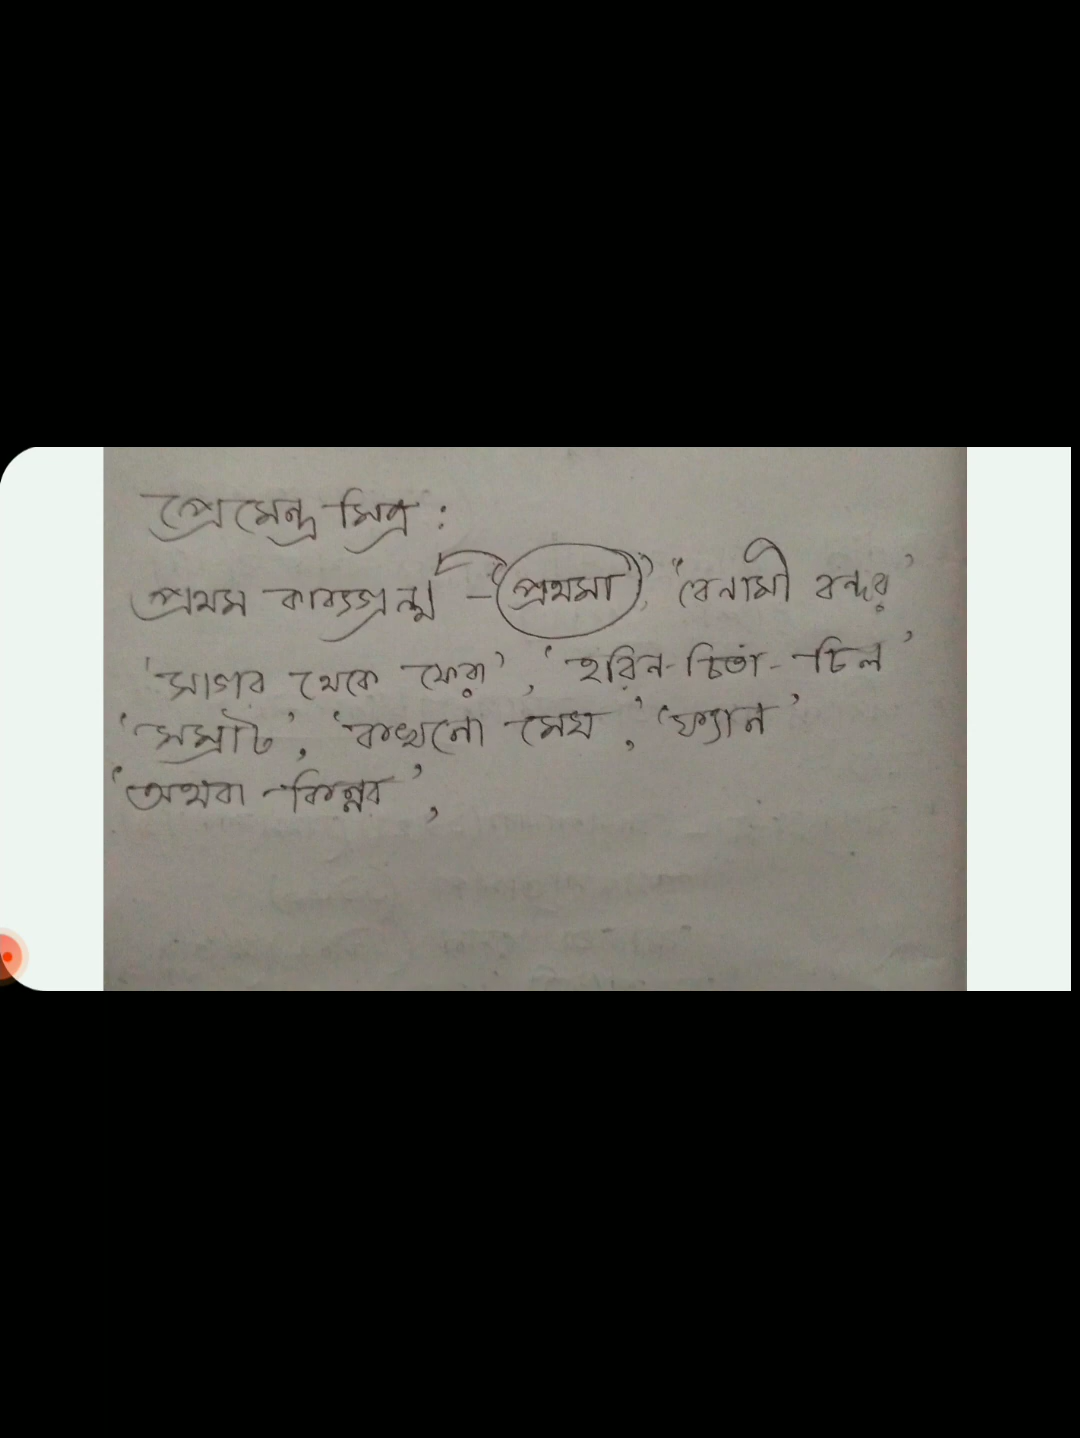 প্রেমেন্দ্র মিত্র :
প্রথম কাব্যগ্রন্থ - 'প্রথমা', 'বেনামী বন্দর'
'সাগর থেকে ফেরা', 'হরিন-চিতা-চিল'
'সম্রাট', 'কখনো মেঘ', 'ফ্যান'
'অথবা কিন্নর',